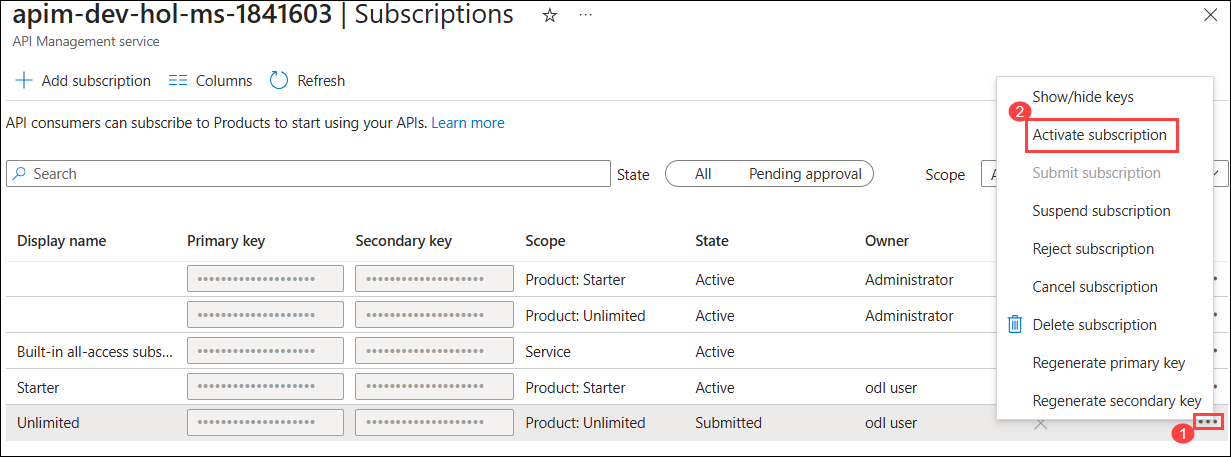 apim-dev-hol-ms-1841603 | Subscriptions ☆ ···
API Management service
Add subscription Columns Refresh
API consumers can subscribe to Products to start using your APIs. Learn more
Search State All Pending approval Scope A
Display name Primary key Secondary key Scope State Owner
•••••••••••••••••••• •••••••••••••••••••• Product: Starter Active Administrator
•••••••••••••••••••• •••••••••••••••••••• Product: Unlimited Active Administrator
Built-in all-access subs... •••••••••••••••••••• •••••••••••••••••••• Service Active
Starter •••••••••••••••••••• •••••••••••••••••••• Product: Starter Active odl user
Unlimited •••••••••••••••••••• •••••••••••••••••••• Product: Unlimited Submitted odl user
Show/hide keys
2
Activate subscription
Submit subscription
Suspend subscription
Reject subscription
Cancel subscription
Delete subscription
Regenerate primary key
Regenerate secondary key
1